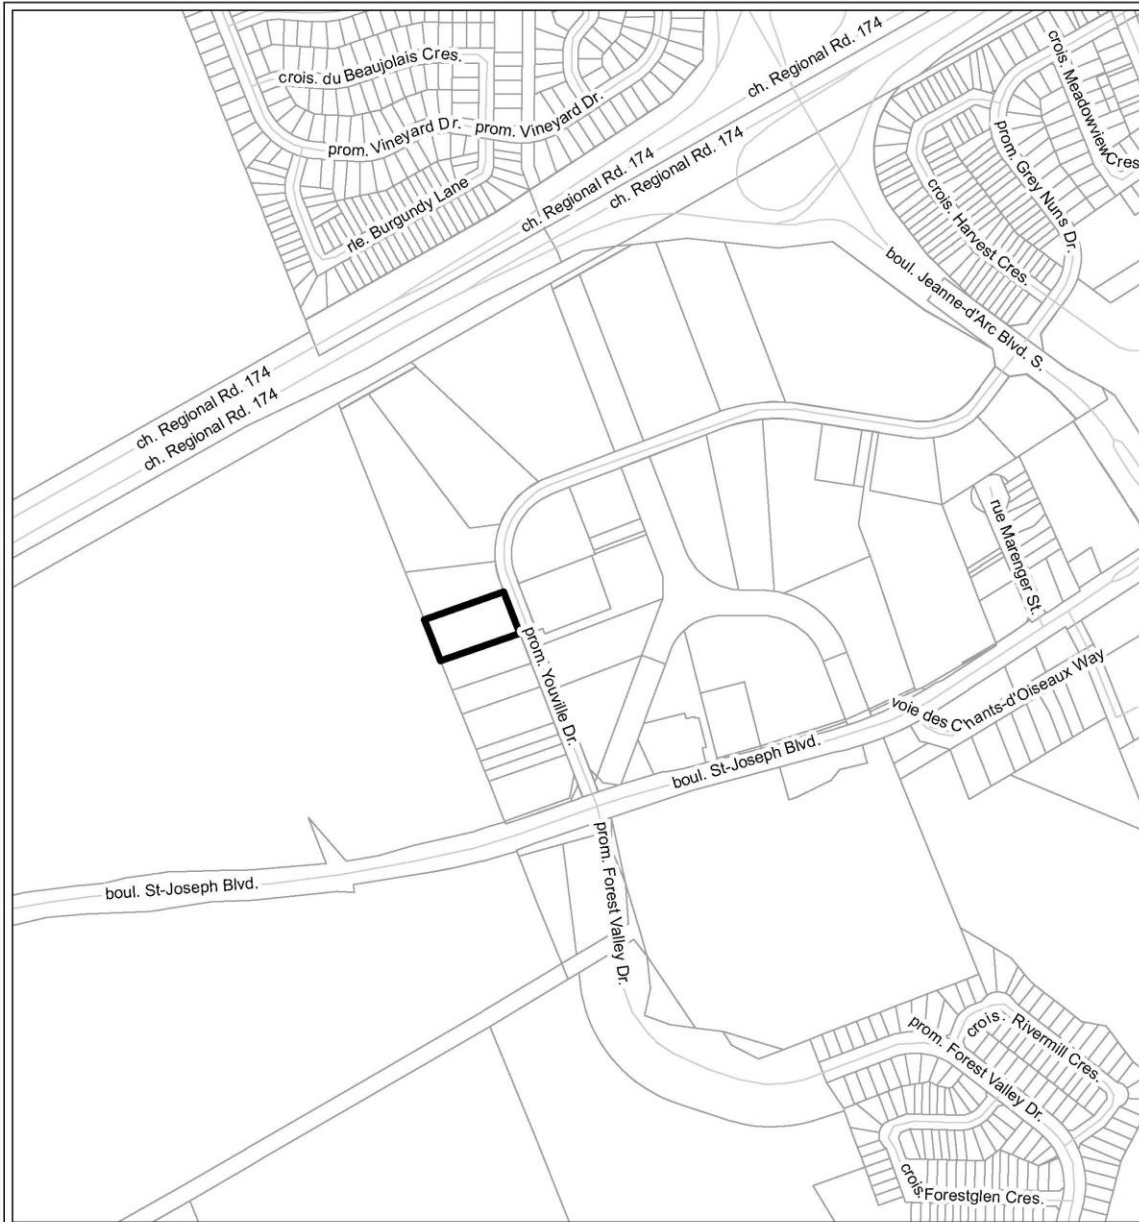 ch. Regional Rd. 174
crois. du Beaujolais Cres.
crois. Meadowview Cres.
prom. Vineyard Dr.
prom. Vineyard Dr.
ch. Regional Rd. 174
ch. Regional Rd. 174
prom. Grey Nuns Dr.
rle. Burgundy Lane
crois. Harvest Cres.
boul. Jeanne-d'Arc Blvd. S.
ch. Regional Rd. 174
ch. Regional Rd. 174
rue Marenger St.
prom. Youville Dr.
voie des Chants-d'Oiseaux Way
boul. St-Joseph Blvd.
prom. Forest Valley Dr.
boul. St-Joseph Blvd.
crois. Rivermill Cres.
prom. Forest Valley Dr.
crois. Forestglen Cres.